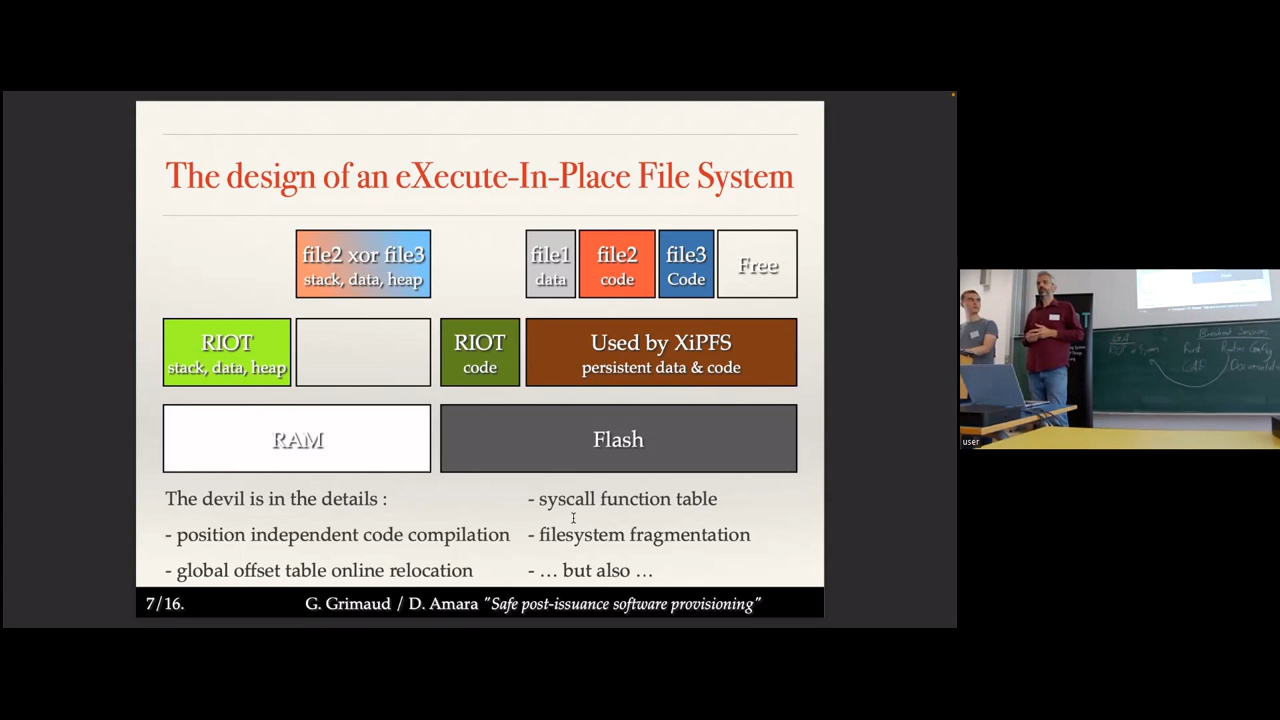 The design of an eXecute-In-Place File System
file2 xor file3
stack, data, heap
file1
data
file2
code
file3
Code
Free
RIOT
stack, data, heap
RIOT
code
Used by XiPFS
persistent data & code
RAM
Flash
The devil is in the details :
- position independent code compilation
- global offset table online relocation
- syscall function table
- filesystem fragmentation
- … but also …
7/16.
G. Grimaud / D. Amara "Safe post-issuance software provisioning"
user
Breakout Session